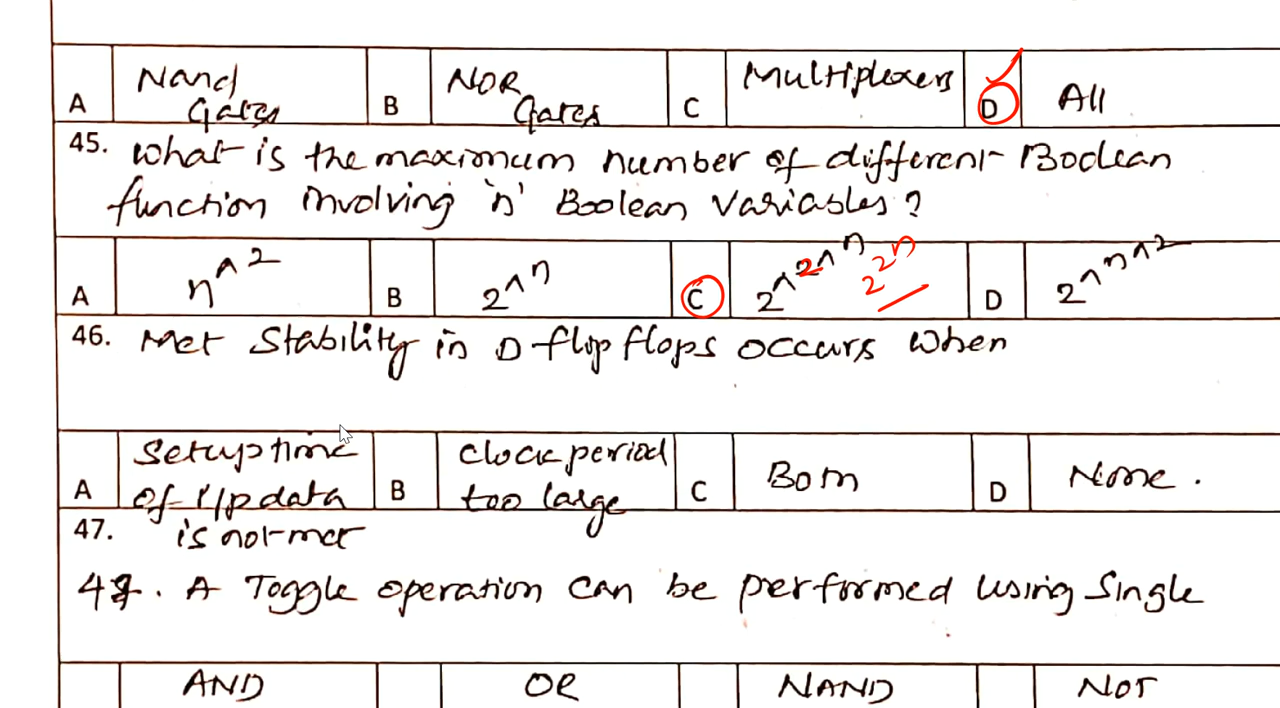 A Nand Gates B NOR Gates C Multiplexers D All
45. What is the maximum number of different Boolean
function involving 'n' Boolean Variables?
A n^2 B 2^n C 2^2^n 2^2n D 2^n^2
46. Met Stability in D flip flops occurs when
A Setup time of I/p data is not met B Clock period too large C Both D None.
47.
47. A Toggle operation can be performed using Single
AND OR NAND NOT